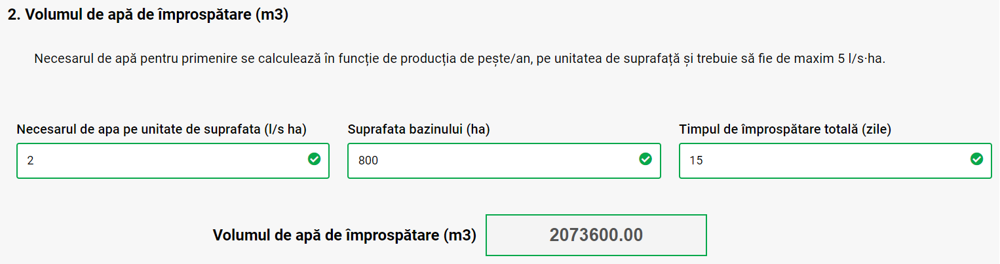 2. Volumul de apă de împrospătare (m3)
Necesarul de apă pentru primenire se calculează în funcție de producția de pește/an, pe unitatea de suprafață și trebuie să fie de maxim 5 l/s·ha.
Necesarul de apa pe unitate de suprafata (l/s ha)
Suprafata bazinului (ha)
Timpul de împrospătare totală (zile)
2
800
15
Volumul de apă de împrospătare (m3)
2073600.00